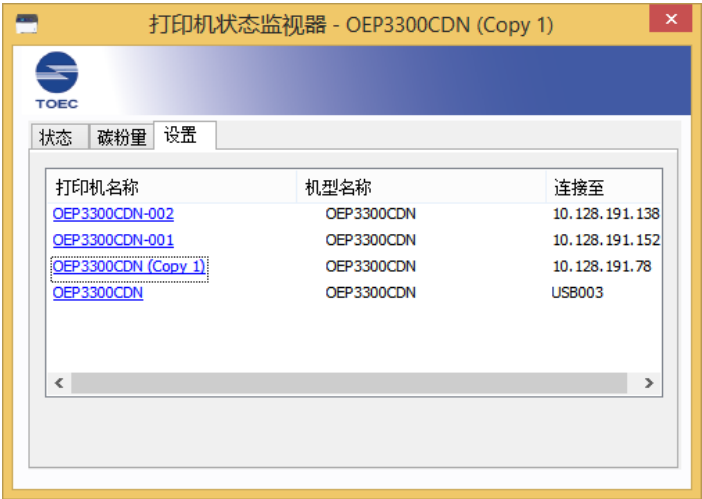 打印机状态监视器 - OEP3300CDN (Copy 1)
TOEC
状态 碳粉量 设置
打印机名称 机型名称 连接至
OEP3300CDN-002 OEP3300CDN 10.128.191.138
OEP3300CDN-001 OEP3300CDN 10.128.191.152
OEP3300CDN (Copy 1) OEP3300CDN 10.128.191.78
OEP3300CDN OEP3300CDN USB003